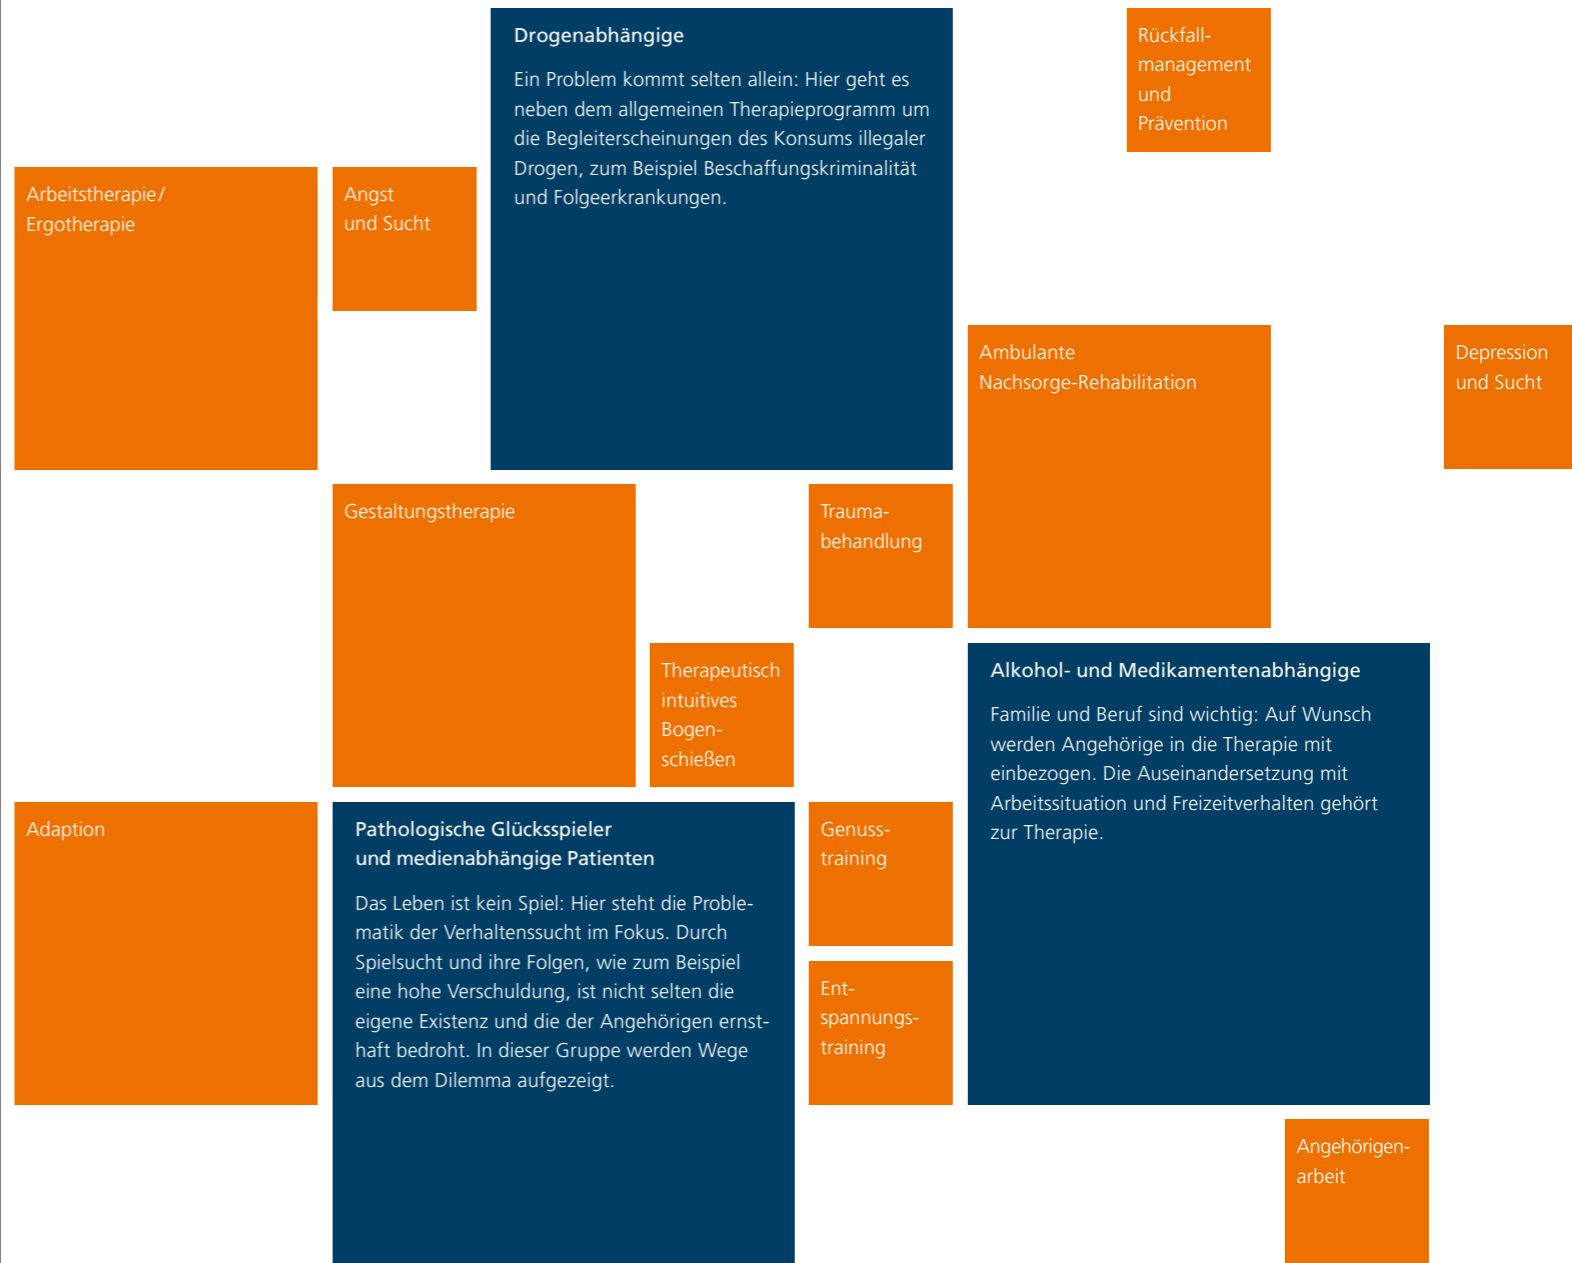 Drogenabhängige
Ein Problem kommt selten allein: Hier geht es
neben dem allgemeinen Therapieprogramm um
die Begleiterscheinungen des Konsums illegaler
Drogen, zum Beispiel Beschaffungskriminalität
und Folgeerkrankungen.
Rückfall-
management
und
Prävention
Arbeitstherapie/
Ergotherapie
Angst
und Sucht
Ambulante
Nachsorge-Rehabilitation
Depression
und Sucht
Gestaltungstherapie
Trauma-
behandlung
Therapeutisch
intuitives
Bogen-
schießen
Alkohol- und Medikamentenabhängige
Familie und Beruf sind wichtig: Auf Wunsch
werden Angehörige in die Therapie mit
einbezogen. Die Auseinandersetzung mit
Arbeitssituation und Freizeitverhalten gehört
zur Therapie.
Adaption
Pathologische Glücksspieler
und medienabhängige Patienten
Das Leben ist kein Spiel: Hier steht die Proble-
matik der Verhaltenssucht im Fokus. Durch
Spielsucht und ihre Folgen, wie zum Beispiel
eine hohe Verschuldung, ist nicht selten die
eigene Existenz und die der Angehörigen ernst-
haft bedroht. In dieser Gruppe werden Wege
aus dem Dilemma aufgezeigt.
Genuss-
training
Ent-
spannungs-
training
Angehörigen-
arbeit